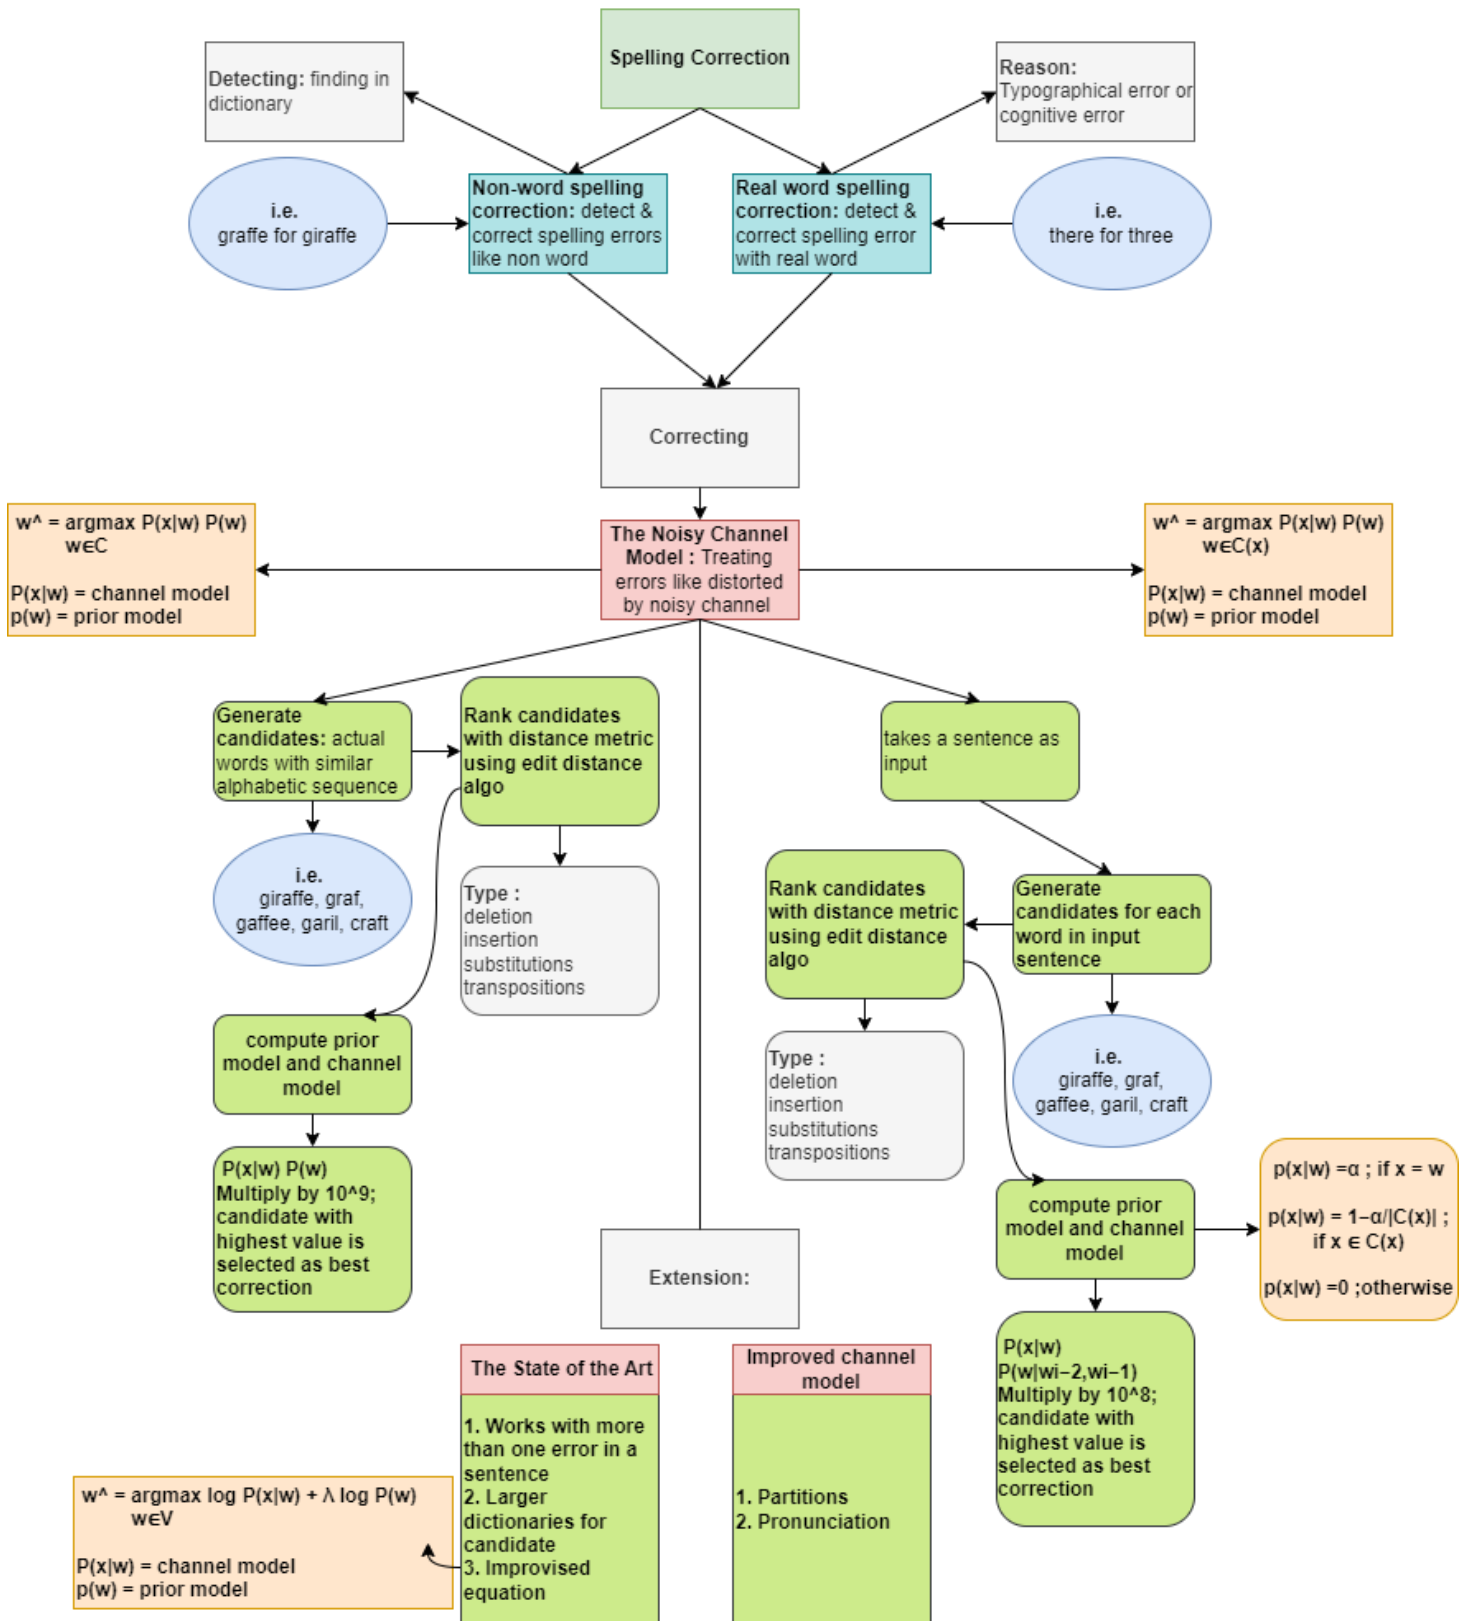 Spelling Correction
Detecting: finding in
dictionary
Reason:
Typographical error or
cognitive error
i.e.
graffe for giraffe
Non-word spelling
correction: detect &
correct spelling errors
like non word
Real word spelling
correction: detect &
correct spelling error
with real word
i.e.
there for three
Correcting
w^ = argmax P(x|w) P(w)
w∈C
P(x|w) = channel model
p(w) = prior model
The Noisy Channel
Model : Treating
errors like distorted
by noisy channel
w^ = argmax P(x|w) P(w)
w∈C(x)
P(x|w) = channel model
p(w) = prior model
Generate
candidates: actual
words with similar
alphabetic sequence
Rank candidates
with distance metric
using edit distance
algo
i.e.
giraffe, graf,
gaffee, garil, craft
Type :
deletion
insertion
substitutions
transpositions
compute prior
model and channel
model
P(x|w) P(w)
Multiply by 10^9;
candidate with
highest value is
selected as best
correction
takes a sentence as
input
Generate
candidates for each
word in input
sentence
Rank candidates
with distance metric
using edit distance
algo
i.e.
giraffe, graf,
gaffee, garil, craft
Type :
deletion
insertion
substitutions
transpositions
compute prior
model and channel
model
p(x|w) =α ; if x = w
p(x|w) = 1−α/|C(x)| ;
if x ∈ C(x)
p(x|w) =0 ;otherwise
P(x|w)
P(w|wi−2,wi−1)
Multiply by 10^8;
candidate with
highest value is
selected as best
correction
Extension:
The State of the Art
1. Works with more
than one error in a
sentence
2. Larger
dictionaries for
candidate
3. Improvised
equation
Improved channel
model
1. Partitions
2. Pronunciation
w^ = argmax log P(x|w) + λ log P(w)
w∈V
P(x|w) = channel model
p(w) = prior model